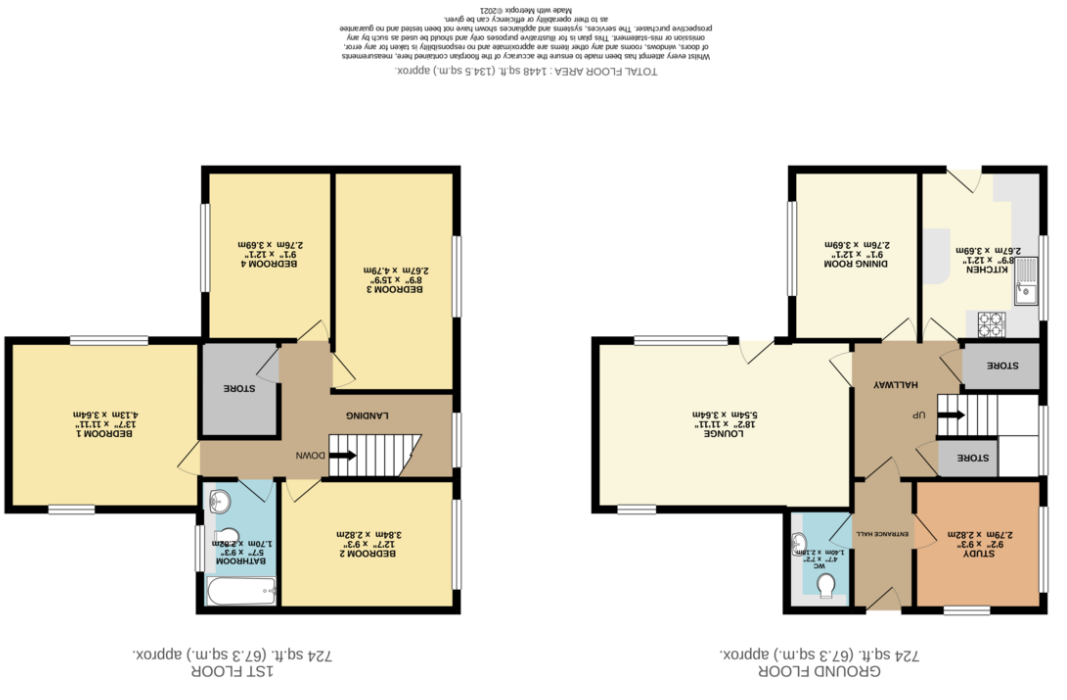 GROUND FLOOR
724 sq.ft. (67.3 sq.m.) approx.
1ST FLOOR
724 sq.ft. (67.3 sq.m.) approx.
STUDY
9'2" x 9'3"
2.79m x 2.82m
ENTRANCE HALL
WC
4'7" x 7'2"
1.40m x 2.18m
STORE
UP
LOUNGE
18'2" x 11'11"
5.54m x 3.64m
HALLWAY
STORE
KITCHEN
8'9" x 12'1"
2.67m x 3.69m
DINING ROOM
9'1" x 12'1"
2.76m x 3.69m
BEDROOM 2
12'7" x 9'3"
3.84m x 2.82m
BATHROOM
5'7" x 9'3"
1.70m x 2.82m
DOWN
LANDING
BEDROOM 1
13'7" x 11'11"
4.13m x 3.64m
STORE
BEDROOM 3
8'9" x 15'9"
2.67m x 4.79m
BEDROOM 4
9'1" x 12'1"
2.76m x 3.69m
TOTAL FLOOR AREA : 1448 sq.ft. (134.5 sq.m.) approx.
Whilst every attempt has been made to ensure the accuracy of the floorplan contained here, measurements
of doors, windows, rooms and any other items are approximate and no responsibility is taken for any error,
omission or mis-statement. This plan is for illustrative purposes only and should be used as such by any
prospective purchaser. The services, systems and appliances shown have not been tested and no guarantee
as to their operability or efficiency can be given.
Made with Metropix ©2021